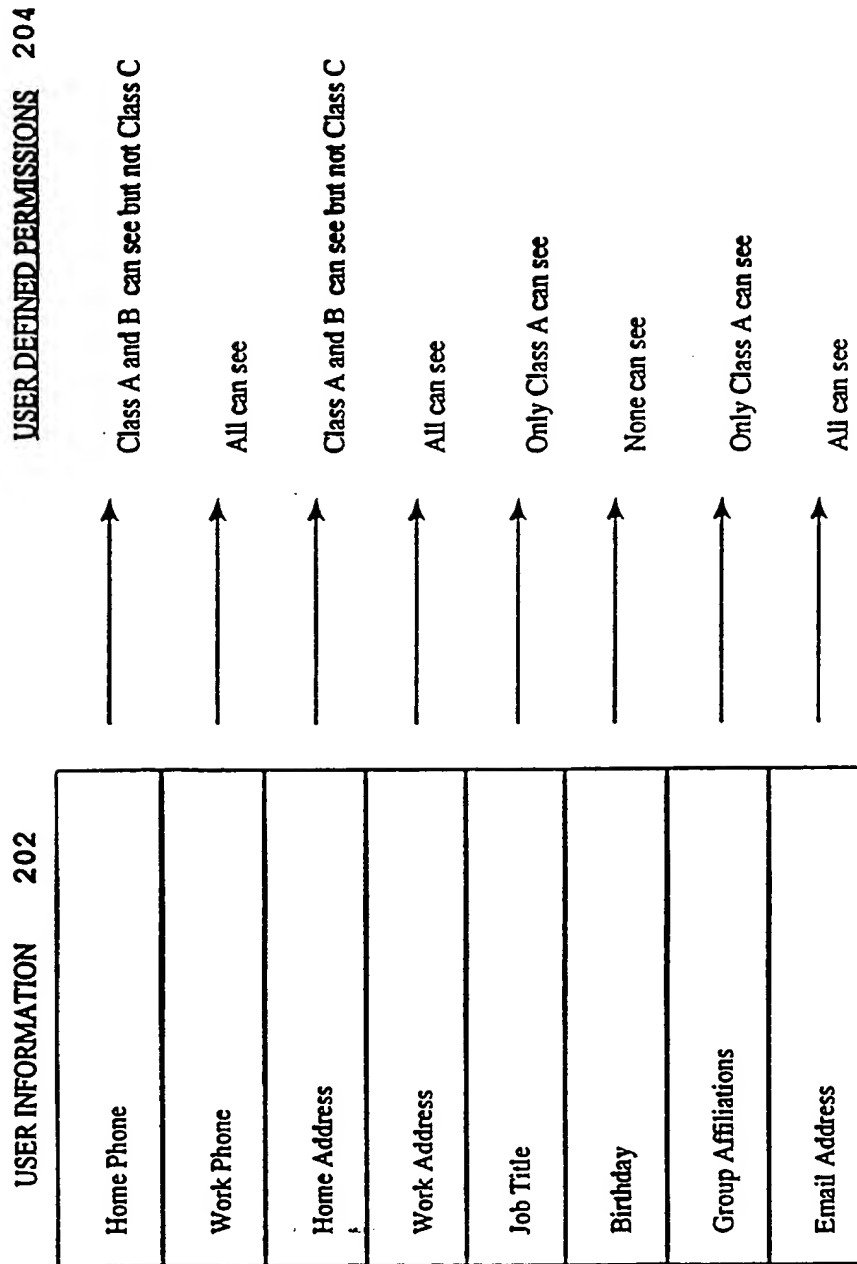 USER INFORMATION 202 USER DEFINED PERMISSIONS 204
Home Phone Class A and B can see but not Class C
Work Phone All can see
Home Address Class A and B can see but not Class C
Work Address All can see
Job Title Only Class A can see
Birthday None can see
Group Affiliations Only Class A can see
Email Address All can see